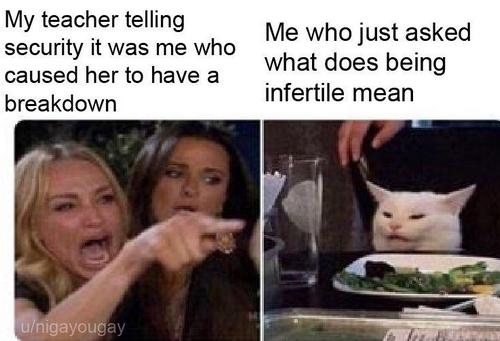 My teacher telling
security it was me who
caused her to have a
breakdown
Me who just asked
what does being
infertile mean
u/nigayougay